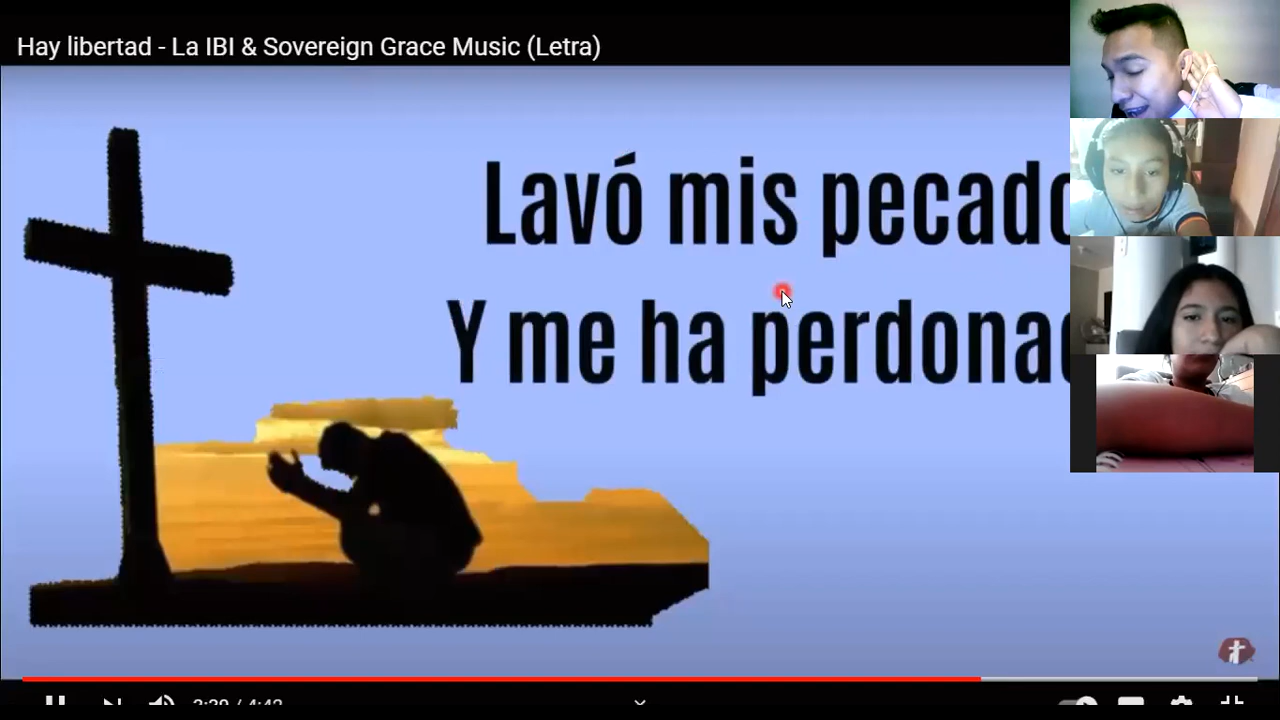 Hay libertad - La IBI & Sovereign Grace Music (Letra)
Lavó mis pecado
Y me ha perdona